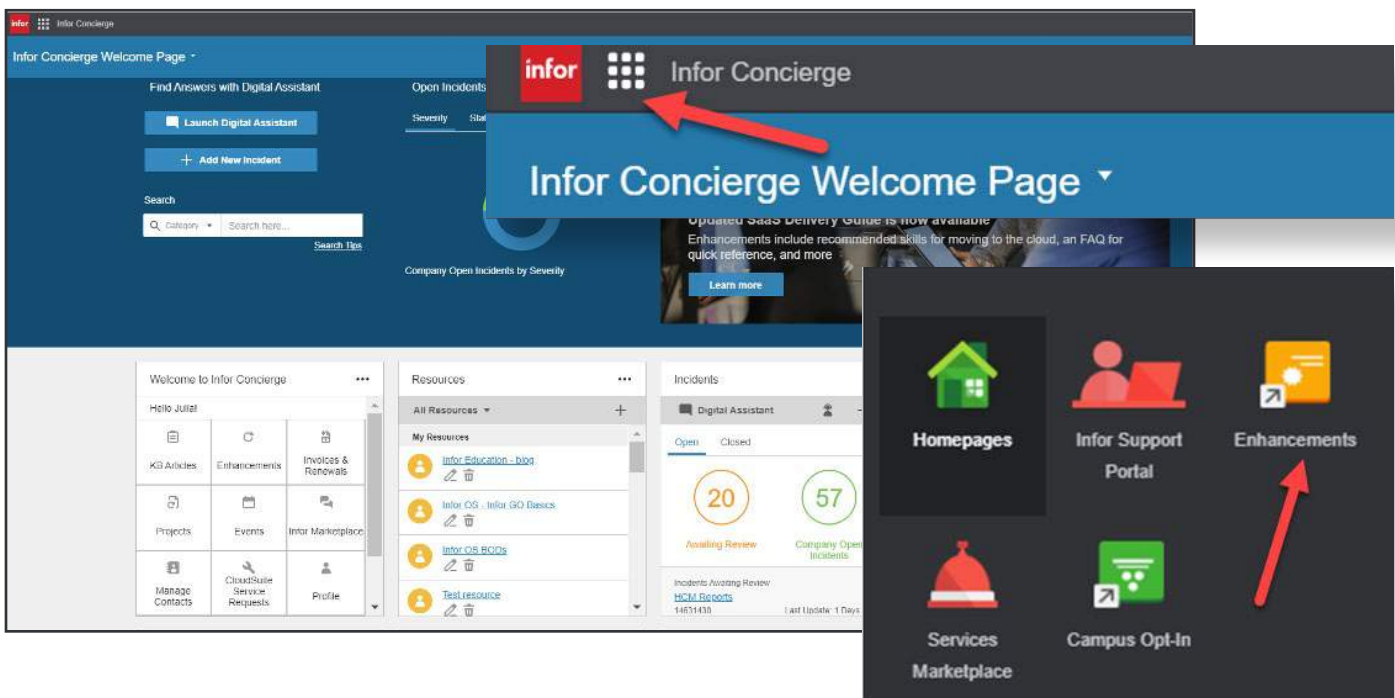 infor Infor Concierge
Infor Concierge Welcome Page
Find Answers with Digital Assistant
Launch Digital Assistant
Add New Incident
Search
Category Search here...
Search Tips
Open Incidents
Severity
Company Open Incidents by Severity
infor Infor Concierge
Infor Concierge Welcome Page
Updated SaaS Delivery Guide is now available
Enhancements include recommended skills for moving to the cloud, an FAQ for
quick reference, and more
Learn more
Welcome to Infor Concierge
Hello Julia!
KB Articles Enhancements Invoices &
Renewals
Projects Events Infor Marketplace
Manage
Contacts
CloudSuite
Service
Requests
Profile
Resources
All Resources
My Resources
Infor Education - blog
Infor OS - Infor GO Basics
Infor OS BODs
Test resource
Incidents
Digital Assistant
Open Closed
20 57
Awaiting Review
Company Open
Incidents
Incidents Awaiting Review
HCM Reports
14631430 Last Update: 1 Days
Homepages
Infor Support
Portal
Enhancements
Services
Marketplace
Campus Opt-In